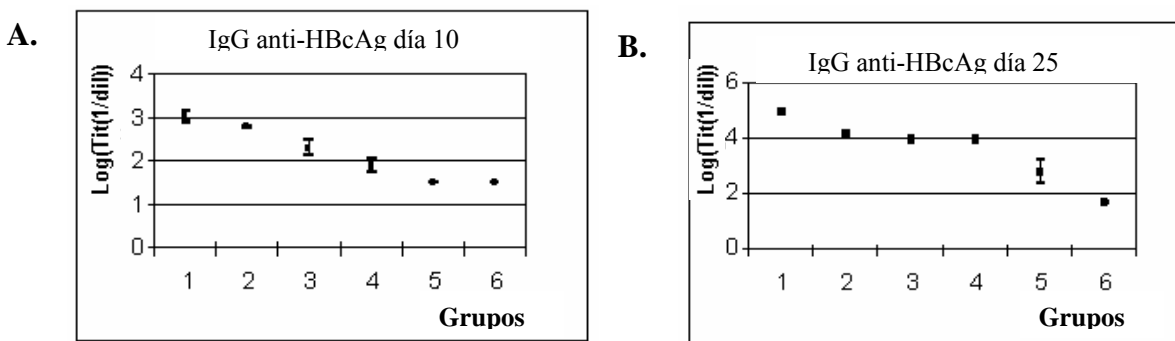 A.
IgG anti-HBcAg día 10
Log(Tit(1/dil))
4
3
2
1
0
1 2 3 4 5 6
Grupos
B.
IgG anti-HBcAg día 25
Log(Tit(1/dil))
6
4
2
0
1 2 3 4 5 6
Grupos